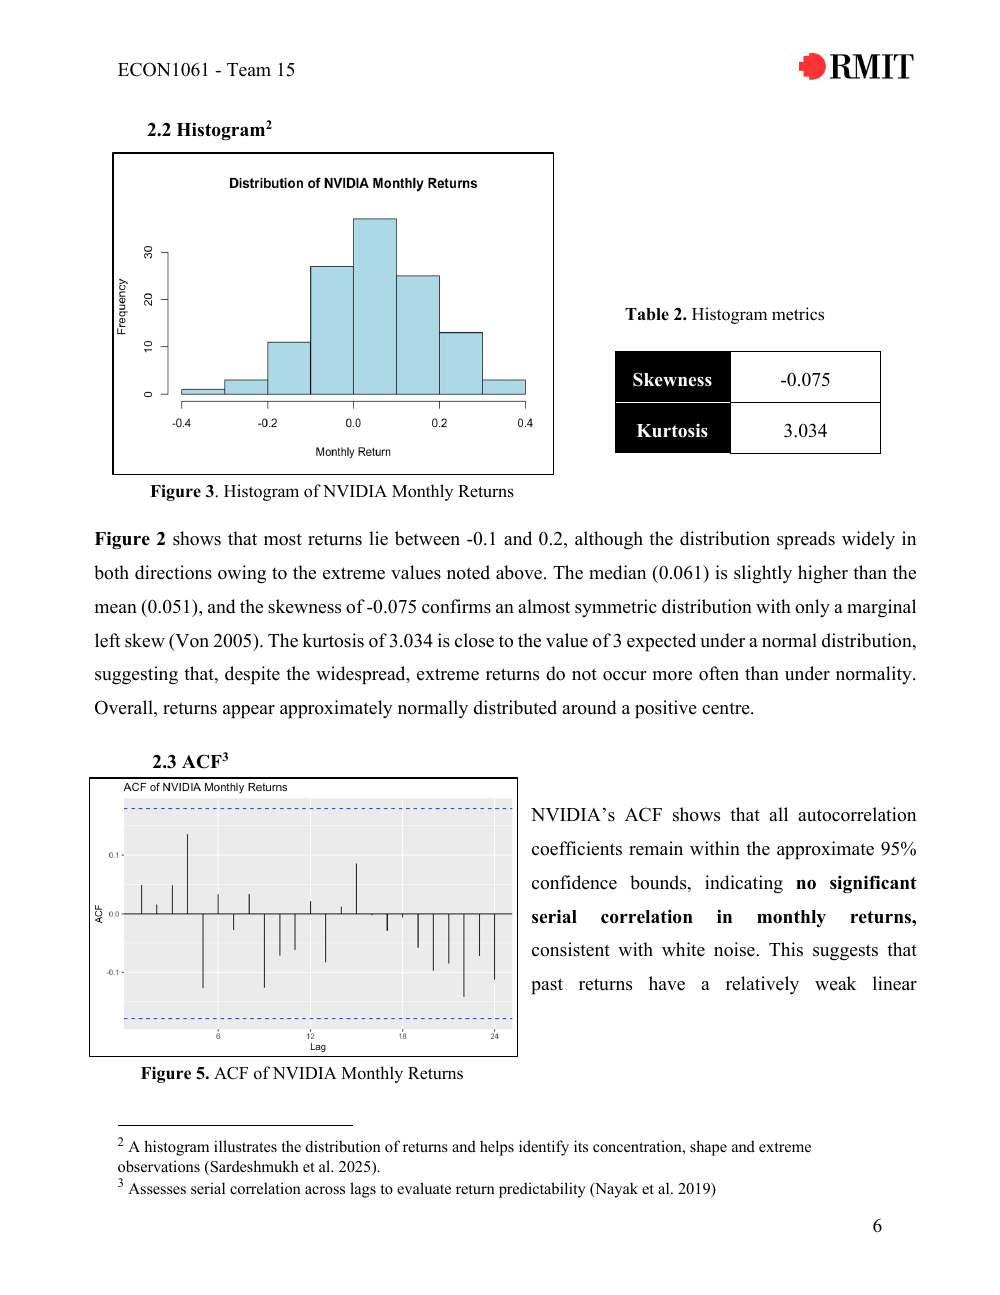 ECON1061 - Team 15
RMIT
2.2 Histogram2
Distribution of NVIDIA Monthly Returns
Frequency
30
20
10
0
-0.4 -0.2 0.0 0.2 0.4
Monthly Return
Figure 3. Histogram of NVIDIA Monthly Returns
Table 2. Histogram metrics
Skewness -0.075
Kurtosis 3.034
Figure 2 shows that most returns lie between -0.1 and 0.2, although the distribution spreads widely in
both directions owing to the extreme values noted above. The median (0.061) is slightly higher than the
mean (0.051), and the skewness of -0.075 confirms an almost symmetric distribution with only a marginal
left skew (Von 2005). The kurtosis of 3.034 is close to the value of 3 expected under a normal distribution,
suggesting that, despite the widespread, extreme returns do not occur more often than under normality.
Overall, returns appear approximately normally distributed around a positive centre.
2.3 ACF3
ACF of NVIDIA Monthly Returns
ACF
0.1
0.0
-0.1
6 12 18 24
Lag
Figure 5. ACF of NVIDIA Monthly Returns
NVIDIA’s ACF shows that all autocorrelation
coefficients remain within the approximate 95%
confidence bounds, indicating no significant
serial correlation in monthly returns,
consistent with white noise. This suggests that
past returns have a relatively weak linear
2 A histogram illustrates the distribution of returns and helps identify its concentration, shape and extreme
observations (Sardeshmukh et al. 2025).
3 Assesses serial correlation across lags to evaluate return predictability (Nayak et al. 2019)
6